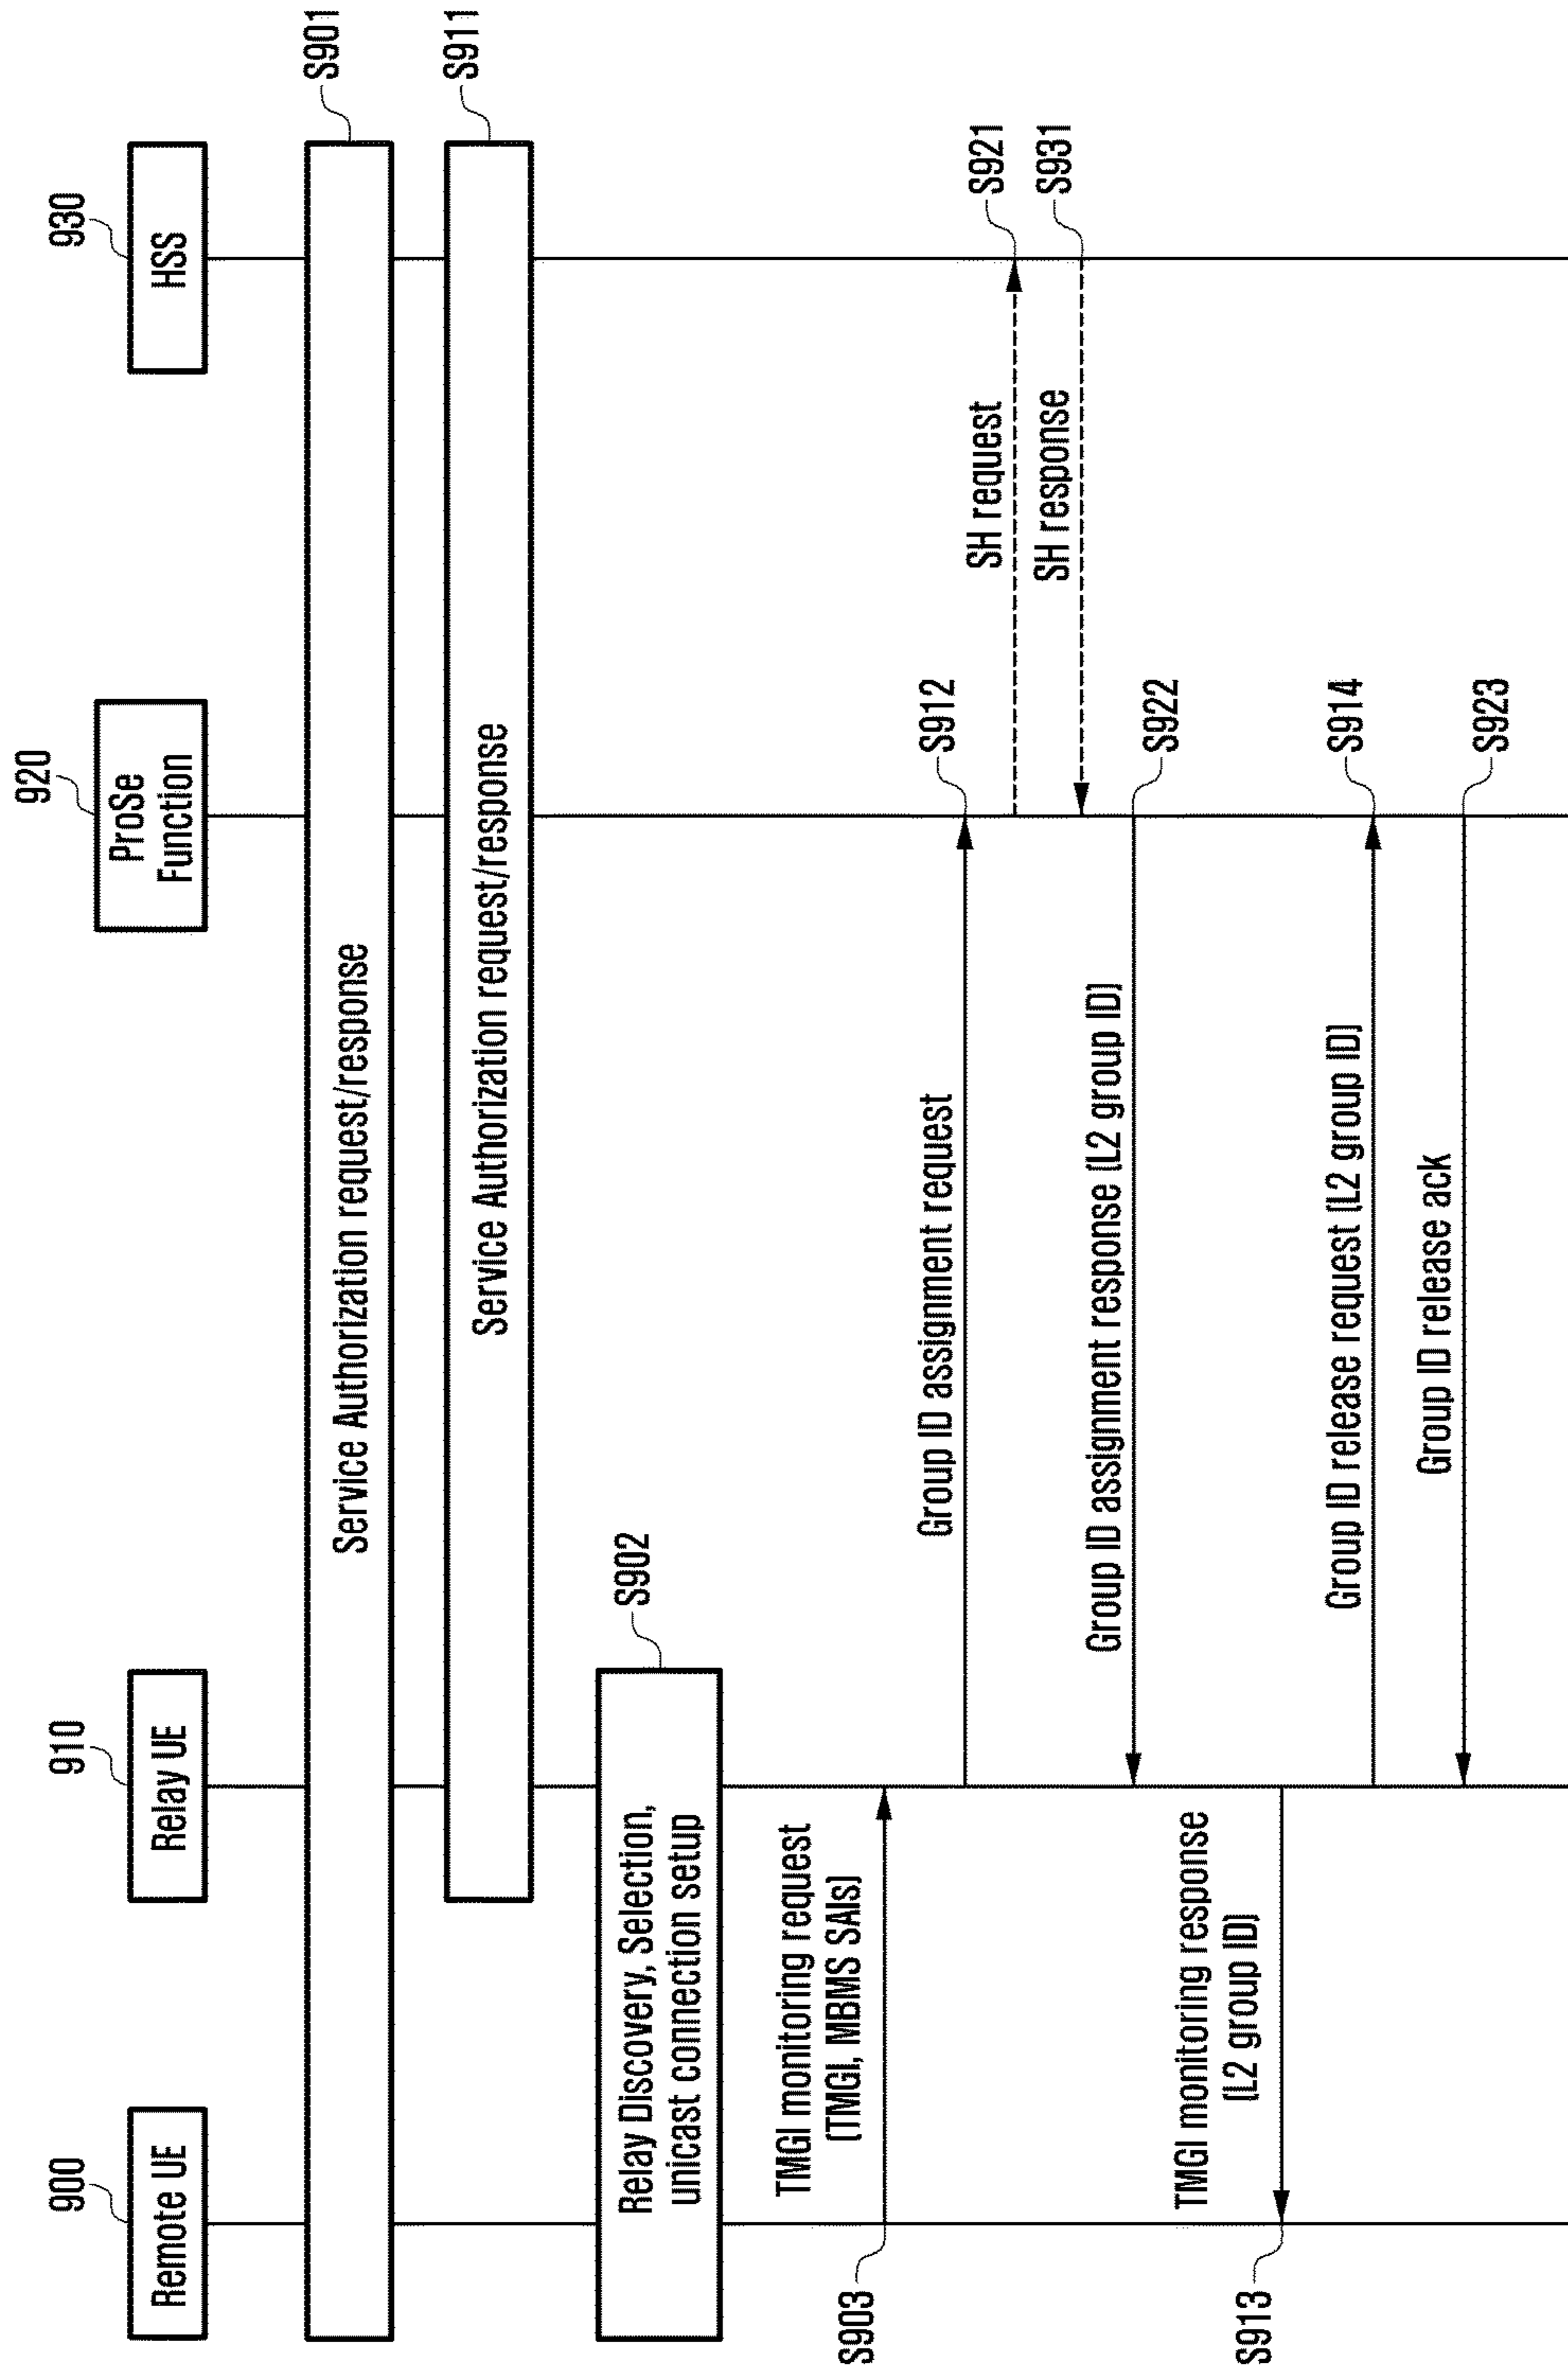 900
Remote UE
910
Relay UE
920
ProSe
Function
930
HSS
Service Authorization request/response
S901
Service Authorization request/response
S911
Relay Discovery, Selection,
unicast connection setup
S902
TMGI monitoring request
(TMGI, MBMS SAIs)
S903
Group ID assignment request
S912
SH request
S921
SH response
S931
Group ID assignment response (L2 group ID)
S922
TMGI monitoring response
(L2 group ID)
S913
Group ID release request (L2 group ID)
S914
Group ID release ack
S923